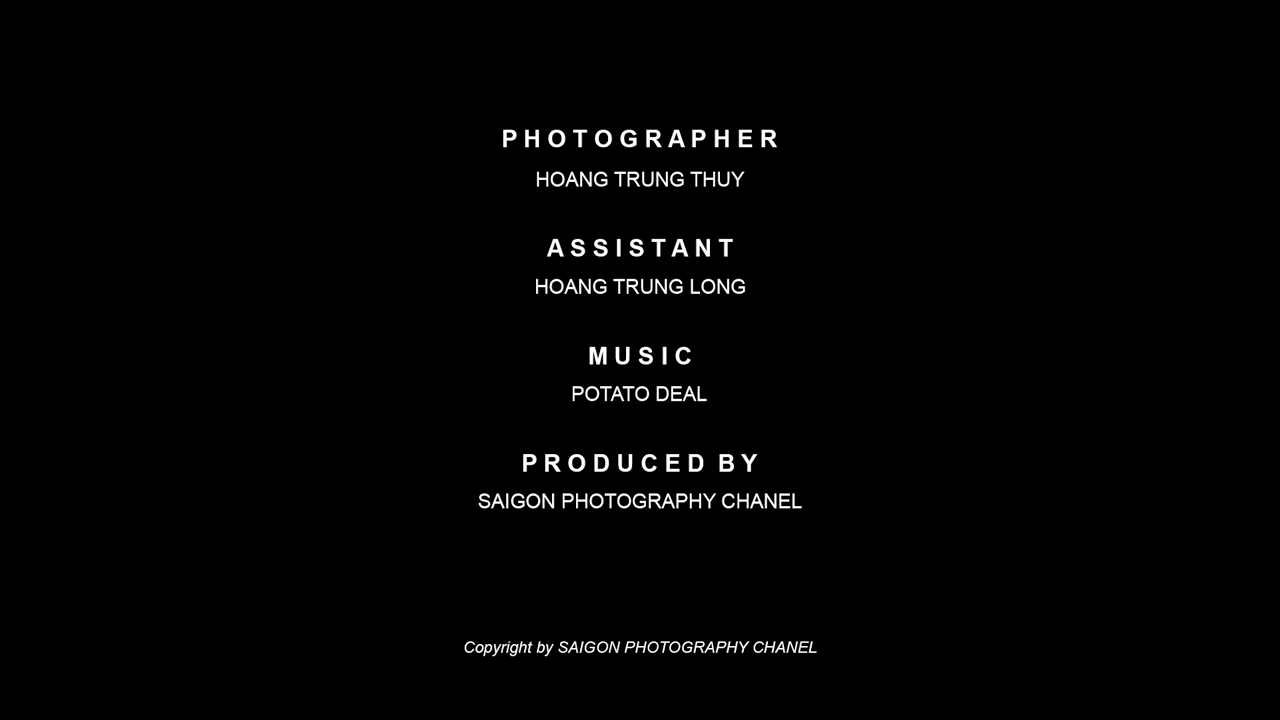 PHOTOGRAPHER
HOANG TRUNG THUY
ASSISTANT
HOANG TRUNG LONG
MUSIC
POTATO DEAL
PRODUCED BY
SAIGON PHOTOGRAPHY CHANEL
Copyright by SAIGON PHOTOGRAPHY CHANEL